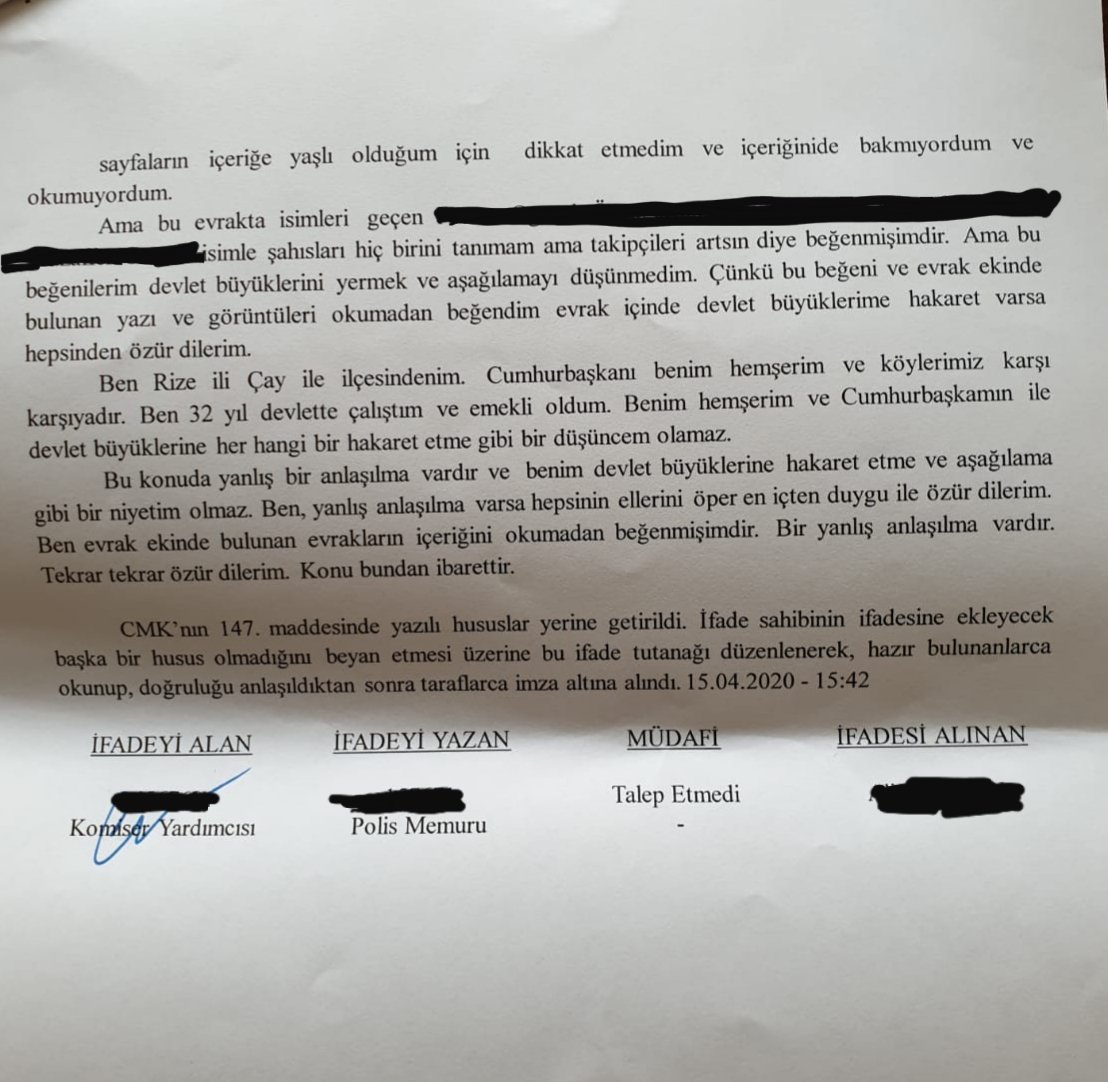 sayfaların içeriğe yaşlı olduğum için dikkat etmedim ve içeriğinide bakmıyordum ve
okumuyordum.
Ama bu evrakta isimleri geçen
isimle şahısları hiç birini tanımam ama takipçileri artsın diye beğenmişimdir. Ama bu
beğenilerim devlet büyüklerini yermek ve aşağılamayı düşünmedim. Çünkü bu beğeni ve evrak ekinde
bulunan yazı ve görüntüleri okumadan beğendim evrak içinde devlet büyüklerime hakaret varsa
hepsinden özür dilerim.
Ben Rize ili Çay ile ilçesindenim. Cumhurbaşkanı benim hemşerim ve köylerimiz karşı
karşıyadır. Ben 32 yıl devlette çalıştım ve emekli oldum. Benim hemşerim ve Cumhurbaşkamın ile
devlet büyüklerine her hangi bir hakaret etme gibi bir düşüncem olamaz.
Bu konuda yanlış bir anlaşılma vardır ve benim devlet büyüklerine hakaret etme ve aşağılama
gibi bir niyetim olmaz. Ben, yanlış anlaşılma varsa hepsinin ellerini öper en içten duygu ile özür dilerim.
Ben evrak ekinde bulunan evrakların içeriğini okumadan beğenmişimdir. Bir yanlış anlaşılma vardır.
Tekrar tekrar özür dilerim. Konu bundan ibarettir.
CMK'nın 147. maddesinde yazılı hususlar yerine getirildi. İfade sahibinin ifadesine ekleyecek
başka bir husus olmadığını beyan etmesi üzerine bu ifade tutanağı düzenlenerek, hazır bulunanlarca
okunup, doğruluğu anlaşıldıktan sonra taraflarca imza altına alındı. 15.04.2020 - 15:42
İFADEYİ ALAN İFADEYİ YAZAN MÜDAFİ İFADESİ ALINAN
Talep Etmedi
Komiser Yardımcısı Polis Memuru -